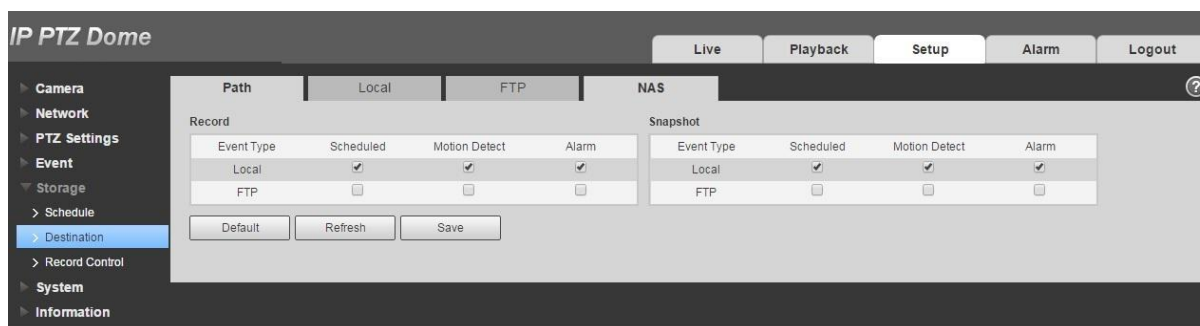 IP PTZ Dome
Live Playback Setup Alarm Logout
Camera
Network
PTZ Settings
Event
Storage
Schedule
Destination
Record Control
System
Information
Path Local FTP NAS
?
Record
Event Type Scheduled Motion Detect Alarm
Local
FTP
Default Refresh Save
Snapshot
Event Type Scheduled Motion Detect Alarm
Local
FTP